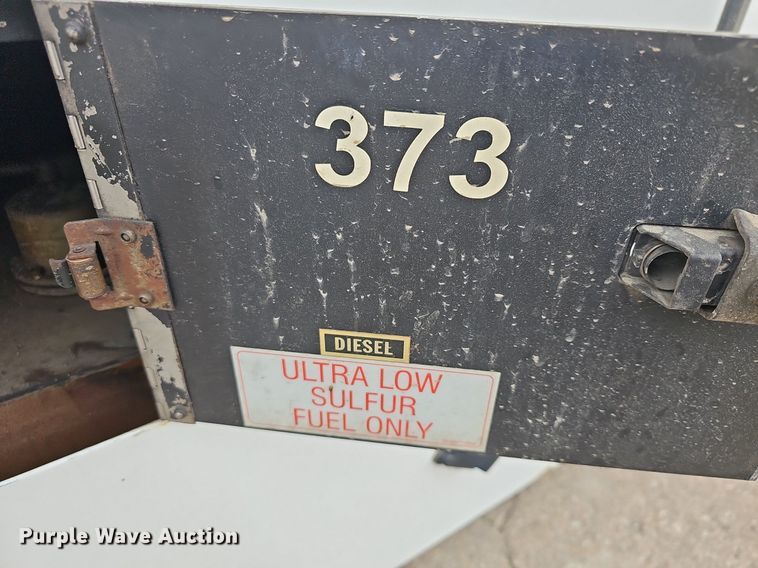 373
DIESEL
ULTRA LOW
SULFUR
FUEL ONLY
Purple Wave Auction